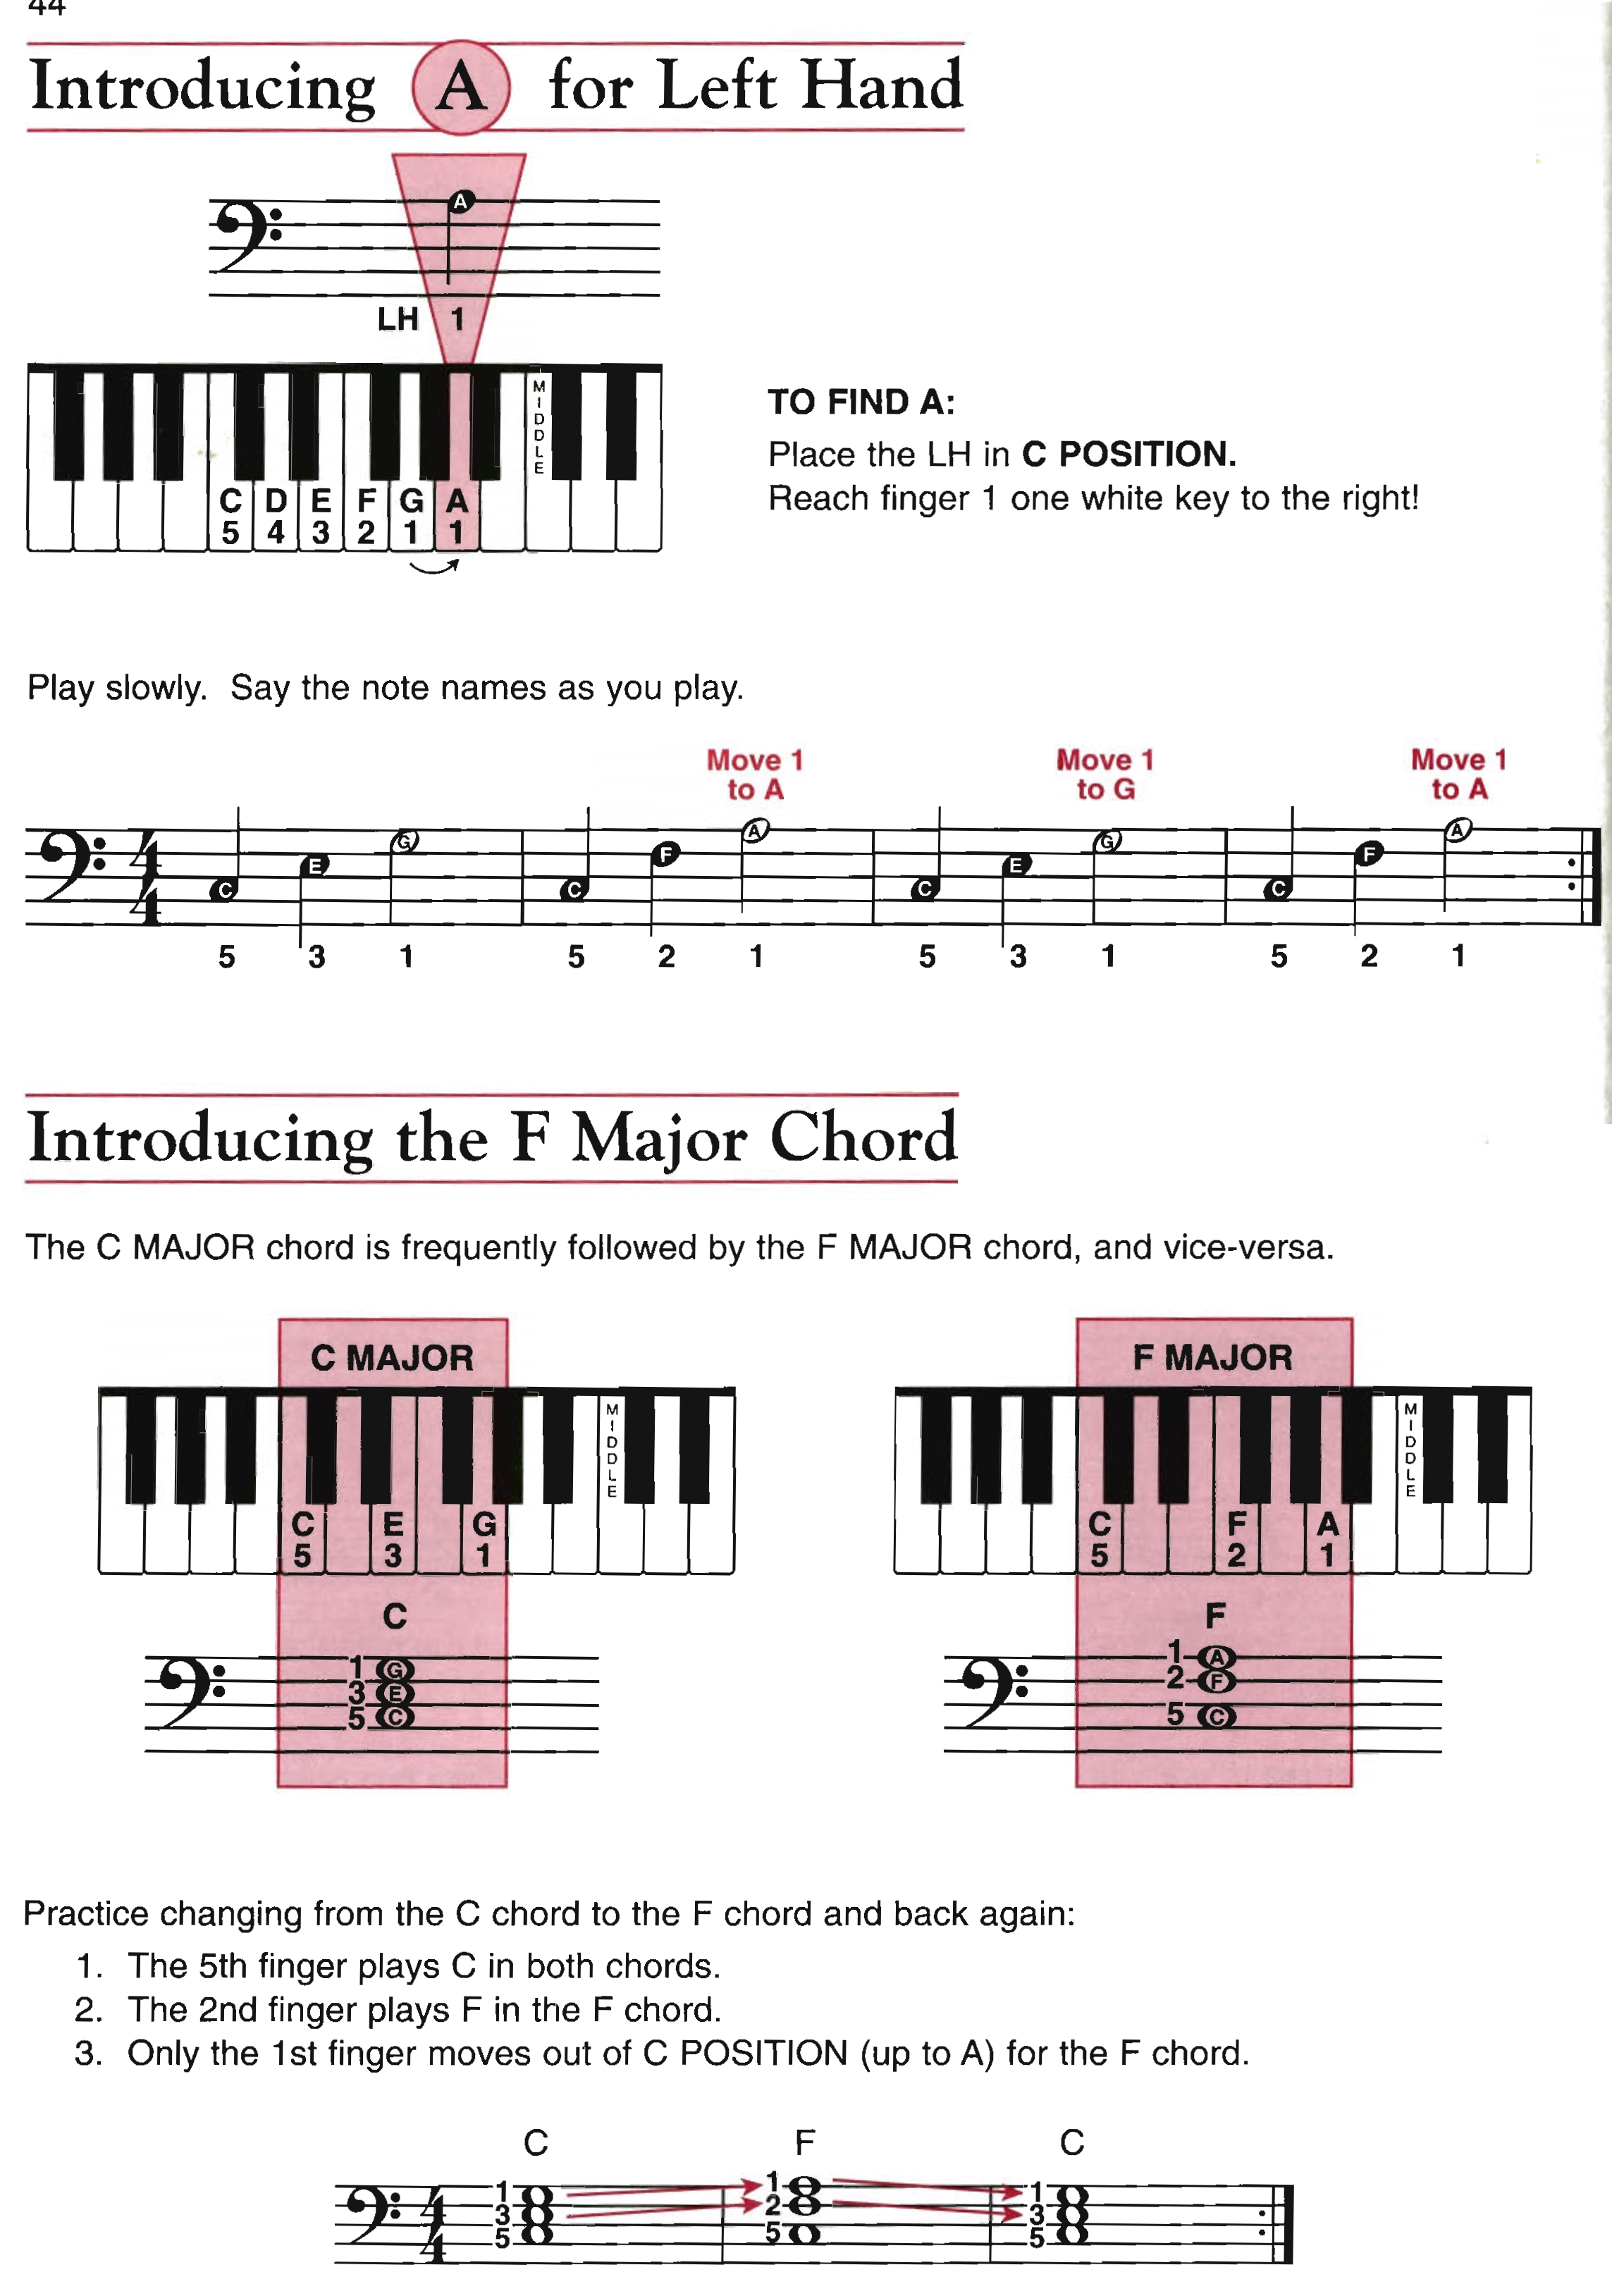 44
Introducing A for Left Hand
A
LH 1
MIDDLE
C D E F G A
5 4 3 2 1 1
TO FIND A:
Place the LH in C POSITION.
Reach finger 1 one white key to the right!
Play slowly. Say the note names as you play.
Move 1 to A
Move 1 to G
Move 1 to A
4 4
C E G C F A C E G C F A
5 3 1 5 2 1 5 3 1 5 2 1
Introducing the F Major Chord
The C MAJOR chord is frequently followed by the F MAJOR chord, and vice-versa.
C MAJOR
MIDDLE
C E G
5 3 1
C
1 G
3 E
5 C
F MAJOR
MIDDLE
C F A
5 2 1
F
1 A
2 F
5 C
Practice changing from the C chord to the F chord and back again:
1. The 5th finger plays C in both chords.
2. The 2nd finger plays F in the F chord.
3. Only the 1st finger moves out of C POSITION (up to A) for the F chord.
C F C
4 4
1 1 1
3 2 3
5 5 5